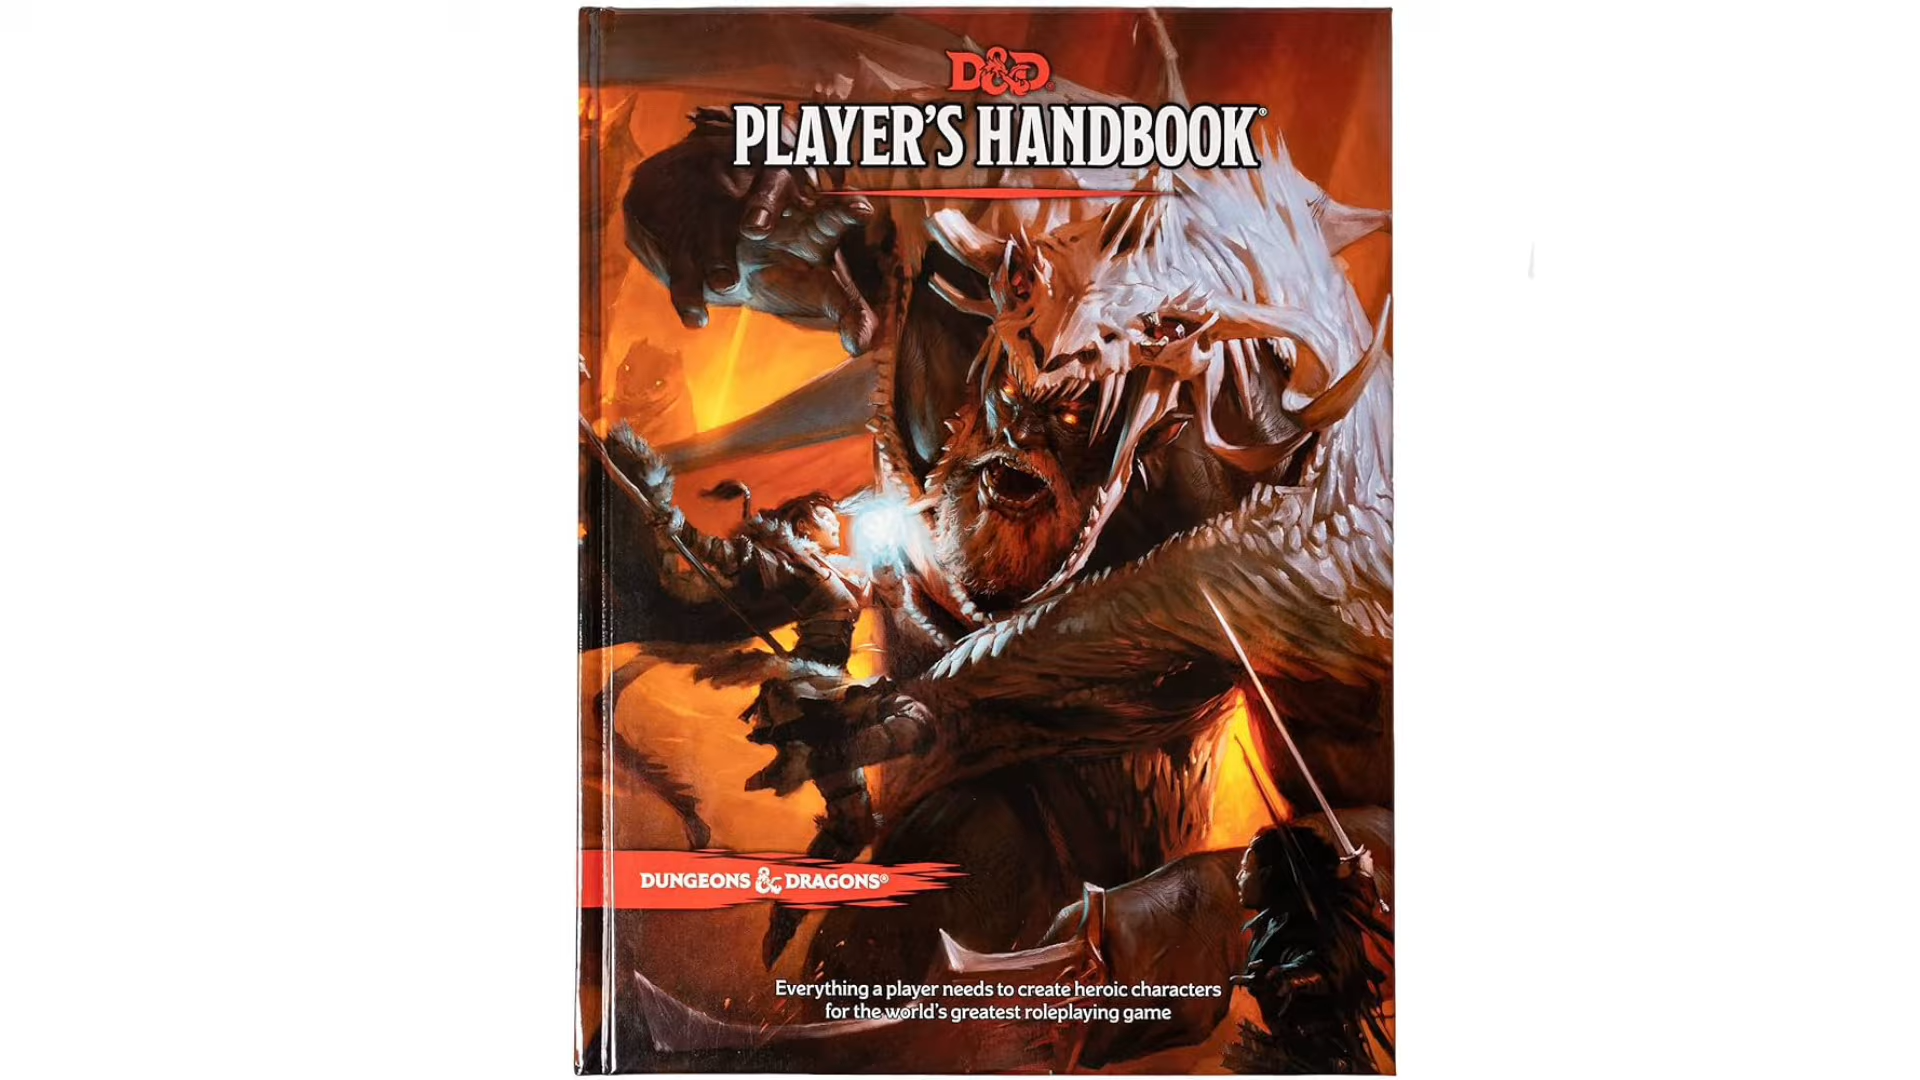 D&D®
PLAYER'S HANDBOOK®
DUNGEONS & DRAGONS®
Everything a player needs to create heroic characters
for the world's greatest roleplaying game